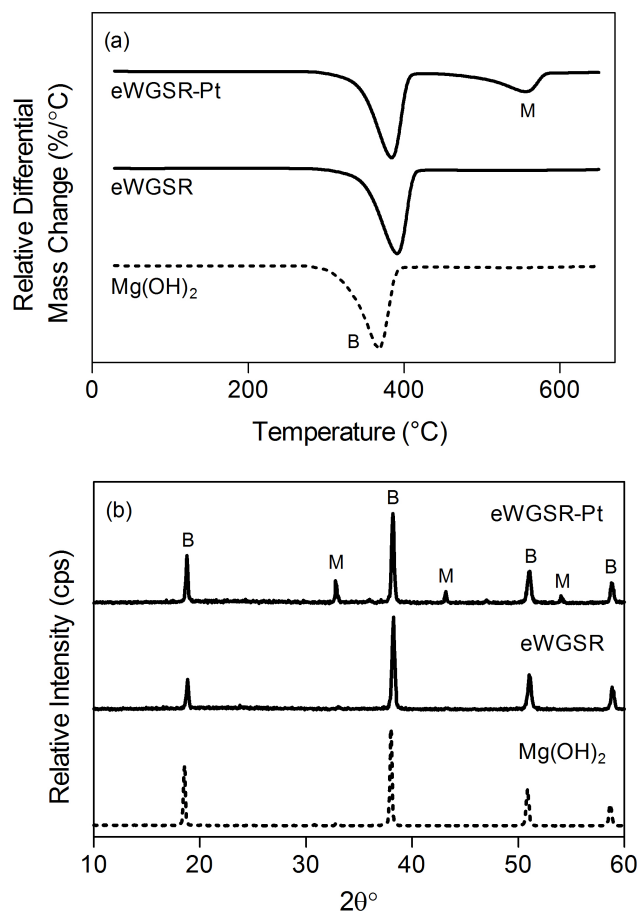 (a)
eWGSR-Pt
M
eWGSR
Mg(OH)₂
B
Relative Differential
Mass Change (%/°C)
0 200 400 600
Temperature (°C)
(b)
B B eWGSR-Pt
M M B M B
eWGSR
Mg(OH)₂
Relative Intensity (cps)
10 20 30 40 50 60
2θ°